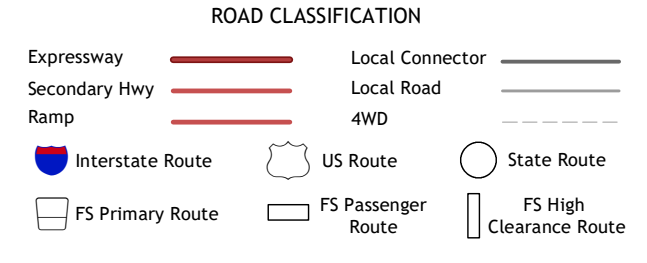 ROAD CLASSIFICATION
Expressway
Local Connector
Secondary Hwy
Local Road
Ramp
4WD
Interstate Route
US Route
State Route
FS Primary Route
FS Passenger
Route
FS High
Clearance Route